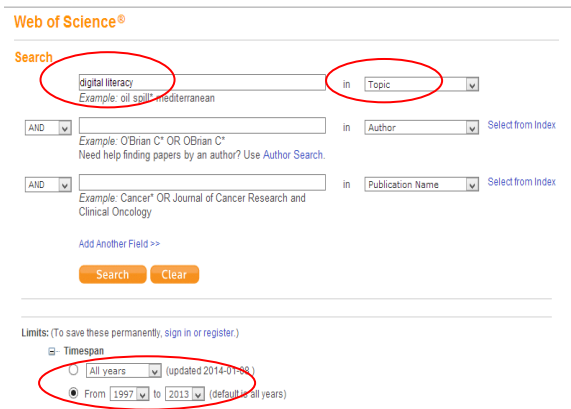 Web of Science®
Search
digital literacy in Topic
Example: oil spill* mediterranean
AND in Author Select from Index
Example: O'Brian C* OR OBrian C*
Need help finding papers by an author? Use Author Search.
AND in Publication Name Select from Index
Example: Cancer* OR Journal of Cancer Research and
Clinical Oncology
Add Another Field >>
Search Clear
Limits: (To save these permanently, sign in or register.)
Timespan
All years (updated 2014-01-08)
From 1997 to 2013 (default is all years)